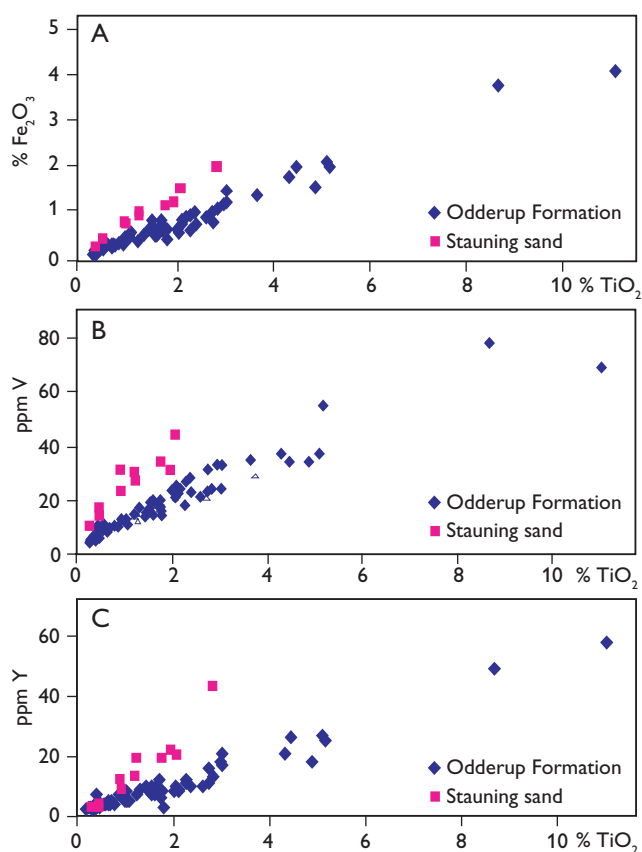 A
5
4
3
2
1
0
% Fe₂O₃
Odderup Formation
Stauning sand
0 2 4 6 8 10 % TiO₂
B
80
60
40
20
0
ppm V
Odderup Formation
Stauning sand
0 2 4 6 8 10 % TiO₂
C
60
40
20
0
ppm Y
Odderup Formation
Stauning sand
0 2 4 6 8 10 % TiO₂